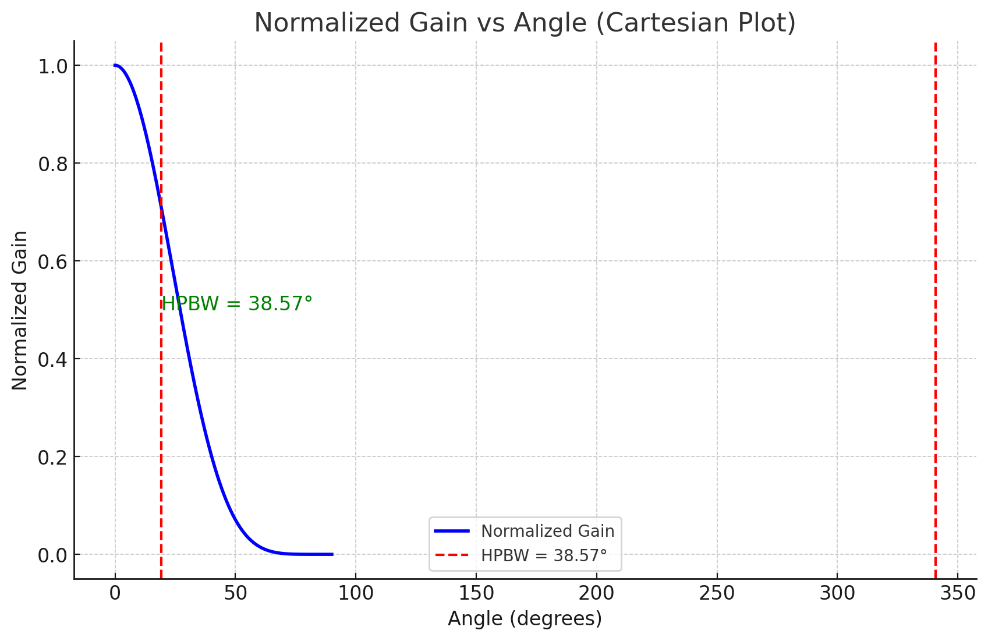 Normalized Gain vs Angle (Cartesian Plot)
Normalized Gain
1.0
0.8
0.6
0.4
0.2
0.0
HPBW = 38.57°
Normalized Gain
HPBW = 38.57°
0 50 100 150 200 250 300 350
Angle (degrees)